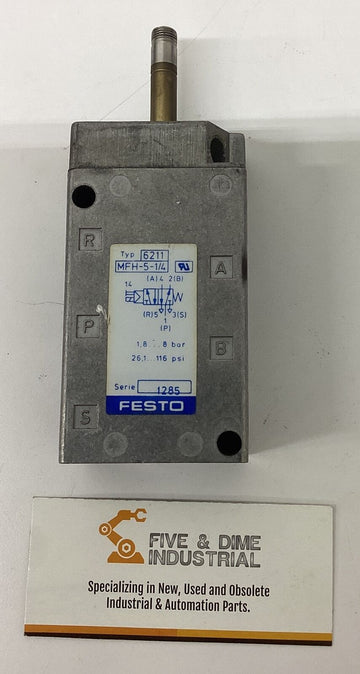 R
A
P
B
S
Typ 6211
MFH-5-1/4
(A)4 2(B)
14
(R)5 3(S)
1
(P)
1,8...8 bar
26,1...116 psi
Serie 1285
FESTO
FIVE & DIME
INDUSTRIAL
Specializing in New, Used and Obsolete
Industrial & Automation Parts.